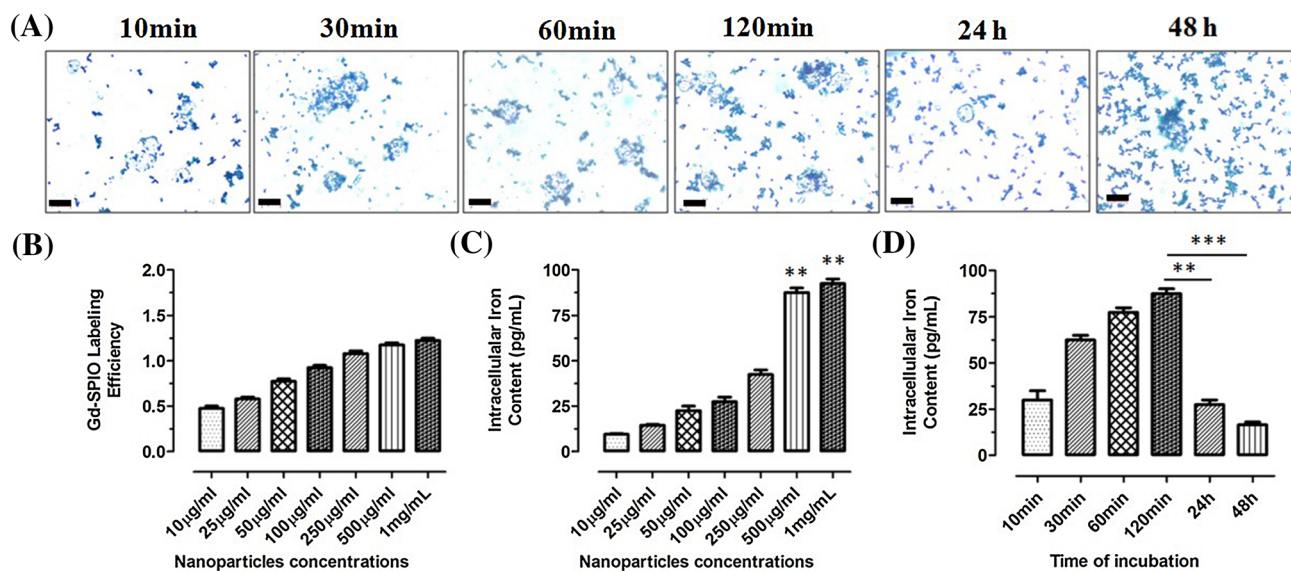 (A)
10min
30min
60min
120min
24 h
48 h
(B)
Gd-SPIO Labeling
Efficiency
2.0
1.5
1.0
0.5
0.0
10µg/ml
25µg/ml
50µg/ml
100µg/ml
250µg/ml
500µg/ml
1mg/mL
Nanoparticles concentrations
(C)
Intracellulalar Iron
Content (pg/mL)
100
75
50
25
0
**
**
10µg/ml
25µg/ml
50µg/ml
100µg/ml
250µg/ml
500µg/ml
1mg/mL
Nanoparticles concentrations
(D)
Intracellulalar Iron
Content (pg/mL)
100
75
50
25
0
***
**
10min
30min
60min
120min
24h
48h
Time of incubation